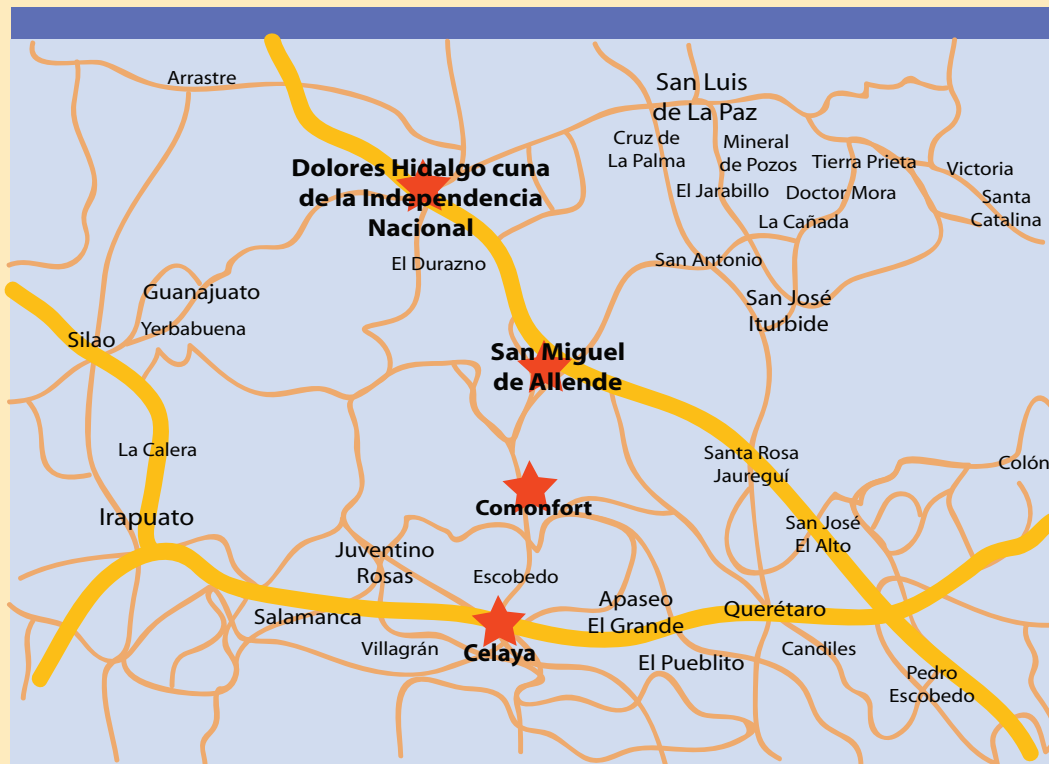 Arrastre
San Luis
de La Paz
Cruz de
La Palma
Mineral
de Pozos
Tierra Prieta
Victoria
Dolores Hidalgo cuna
de la Independencia
Nacional
El Jarabillo
Doctor Mora
Santa
Catalina
La Cañada
El Durazno
San Antonio
Guanajuato
San José
Iturbide
Yerbabuena
Silao
San Miguel
de Allende
La Calera
Santa Rosa
Jaureguí
Colón
Comonfort
Irapuato
San José
El Alto
Juventino
Rosas
Escobedo
Apaseo
El Grande
Querétaro
Salamanca
Villagrán
Celaya
El Pueblito
Candiles
Pedro
Escobedo